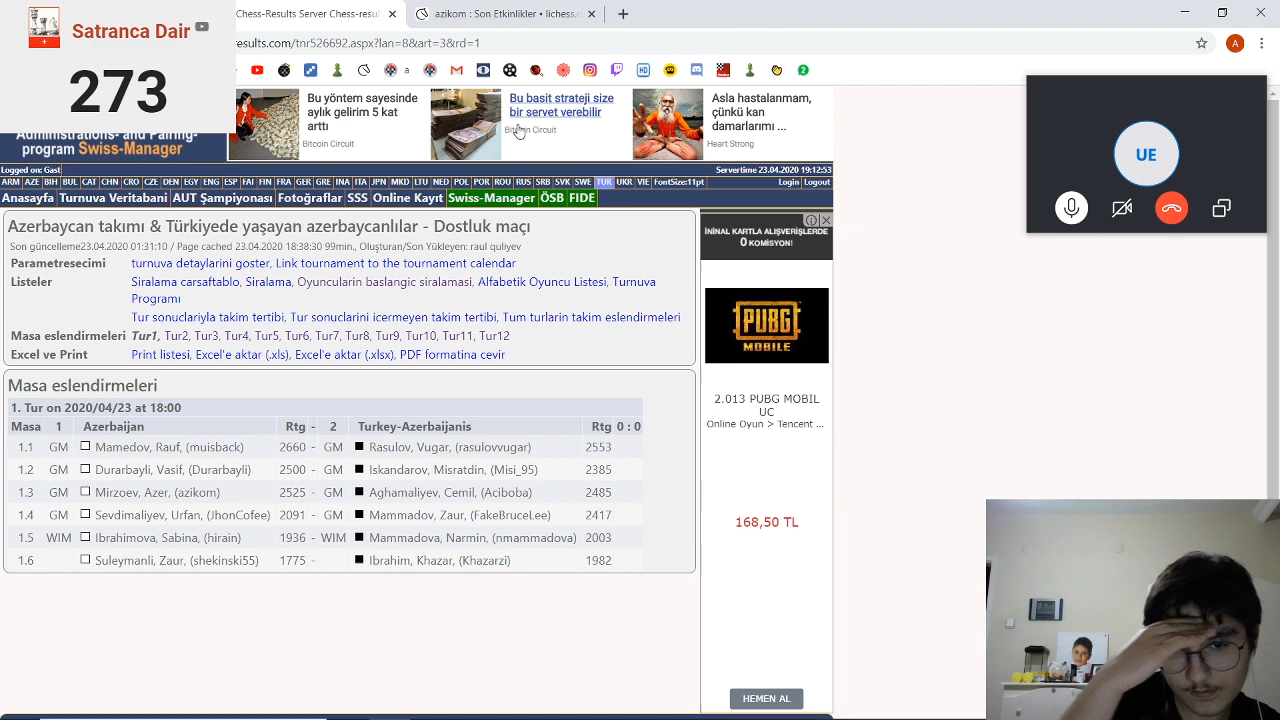 Satranca Dair
273
Chess-Results Server Chess-resul
azikom : Son Etkinlikler • lichess.c
results.com/tnr526692.aspx?lan=8&art=3&rd=1
A
a
HD
2
Administrations- and Pairing-
program Swiss-Manager
Bu yöntem sayesinde
aylık gelirim 5 kat
arttı
Bitcoin Circuit
Bu basit strateji size
bir servet verebilir
Bitcoin Circuit
Asla hastalanmam,
çünkü kan
damarlarımı ...
Heart Strong
UE
Logged on: Gast
Servertime 23.04.2020 19:12:53
ARM AZE BIH BUL CAT CHN CRO CZE DEN EGY ENG ESP FAI FIN FRA GER GRE INA ITA JPN MKD LTU NED POL POR ROU RUS SRB SVK SWE TUR UKR VIE FontSize:11pt
Login Logout
Anasayfa Turnuva Veritabani AUT Şampiyonası Fotoğraflar SSS Online Kayıt Swiss-Manager ÖSB FIDE
Azerbaycan takımı & Türkiyede yaşayan azerbaycanlılar - Dostluk maçı
Son güncelleme23.04.2020 01:31:10 / Page cached 23.04.2020 18:38:30 99min., Oluşturan/Son Yükleyen: raul quliyev
Parametresecimi turnuva detaylarini goster, Link tournament to the tournament calendar
Listeler Siralama carsaftablo, Siralama, Oyuncularin baslangic siralamasi, Alfabetik Oyuncu Listesi, Turnuva
Programı
Tur sonuclariyla takim tertibi, Tur sonuclarini icermeyen takim tertibi, Tum turlarin takim eslendirmeleri
Masa eslendirmeleri Tur1, Tur2, Tur3, Tur4, Tur5, Tur6, Tur7, Tur8, Tur9, Tur10, Tur11, Tur12
Excel ve Print Print listesi, Excel'e aktar (.xls), Excel'e aktar (.xlsx), PDF formatina cevir
Masa eslendirmeleri
1. Tur on 2020/04/23 at 18:00
Masa 1 Azerbaijan Rtg - 2 Turkey-Azerbaijanis Rtg 0 : 0
1.1 GM Mamedov, Rauf, (muisback) 2660 - GM Rasulov, Vugar, (rasulovvugar) 2553
1.2 GM Durarbayli, Vasif, (Durarbayli) 2500 - GM Iskandarov, Misratdin, (Misi_95) 2385
1.3 GM Mirzoev, Azer, (azikom) 2525 - GM Aghamaliyev, Cemil, (Aciboba) 2485
1.4 GM Sevdimaliyev, Urfan, (JhonCofee) 2091 - GM Mammadov, Zaur, (FakeBruceLee) 2417
1.5 WIM Ibrahimova, Sabina, (hirain) 1936 - WIM Mammadova, Narmin, (nmammadova) 2003
1.6 Suleymanli, Zaur, (shekinski55) 1775 - Ibrahim, Khazar, (Khazarzi) 1982
İNİNAL KARTLA ALIŞVERİŞLERDE
0 KOMİSYON!
PUBG
MOBILE
2.013 PUBG MOBIL
UC
Online Oyun > Tencent ...
168,50 TL
HEMEN AL